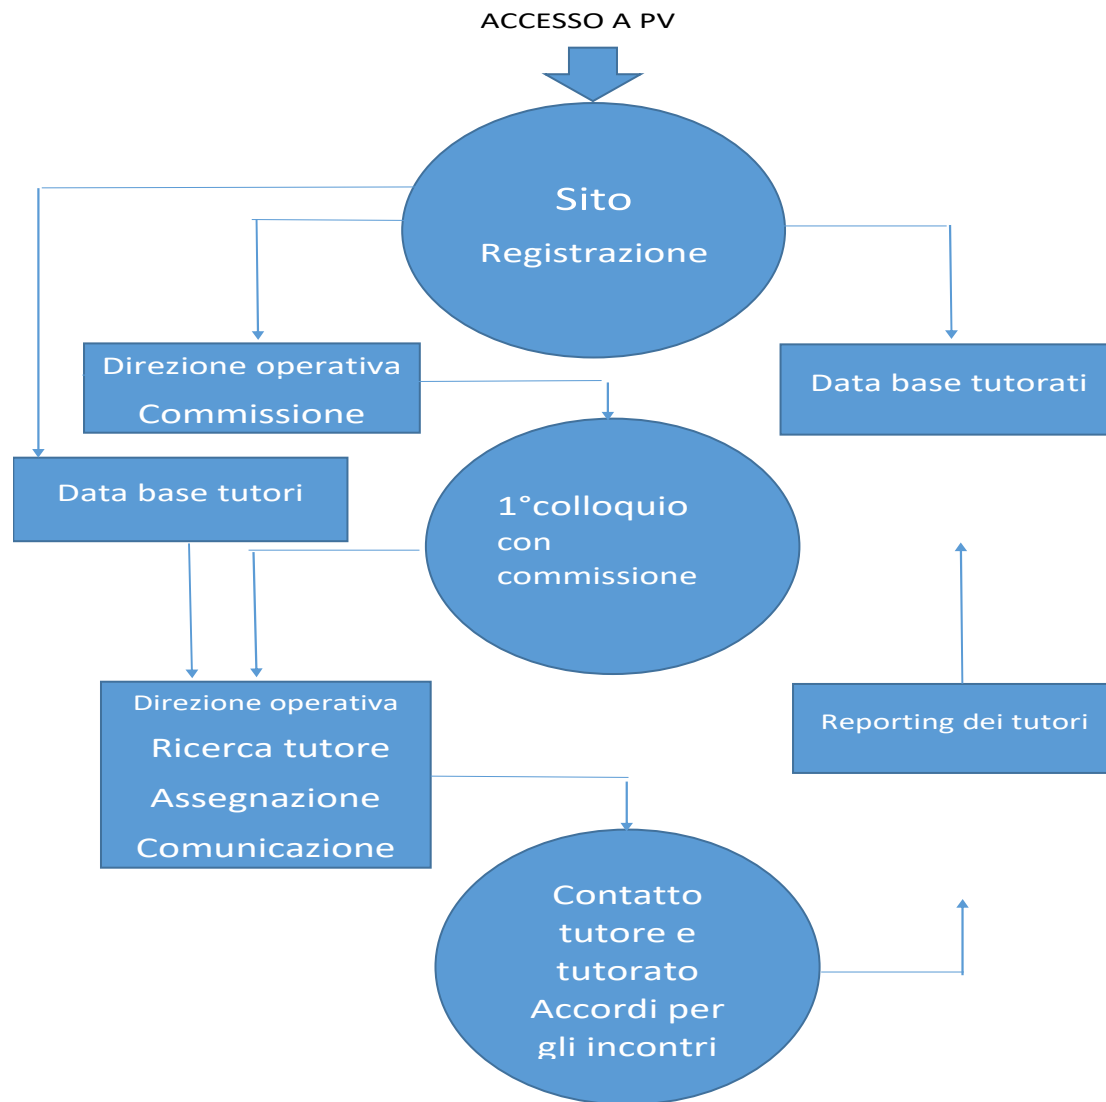 ACCESSO A PV
Sito
Registrazione
Direzione operativa
Commissione
Data base tutorati
Data base tutori
1°colloquio
con
commissione
Direzione operativa
Ricerca tutore
Assegnazione
Comunicazione
Reporting dei tutori
Contatto
tutore e
tutorato
Accordi per
gli incontri